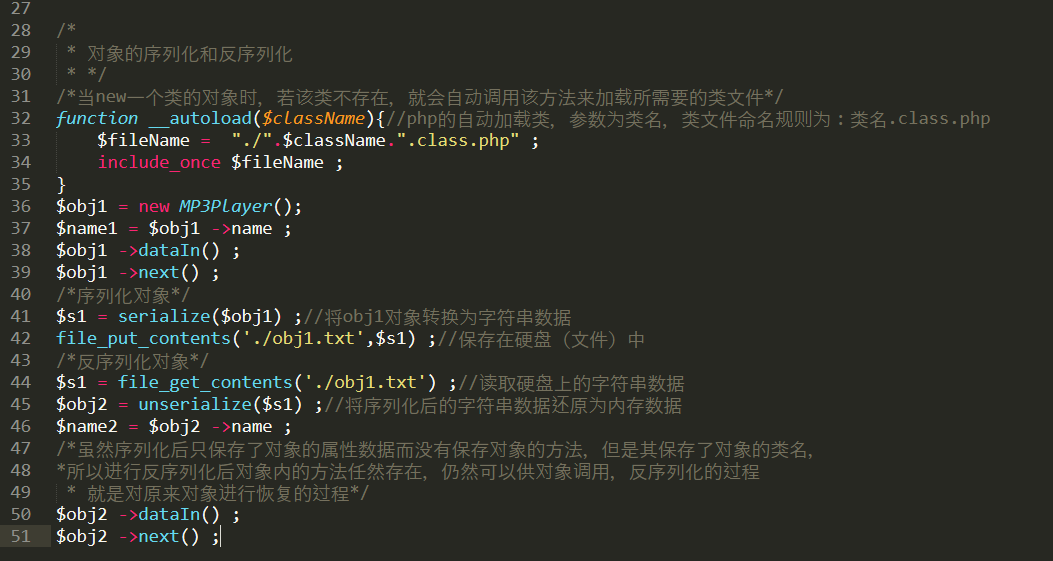 27
28 /*
29 * 对象的序列化和反序列化
30 * */
31 /*当new一个类的对象时，若该类不存在，就会自动调用该方法来加载所需要的类文件*/
32 function __autoload($className){//php的自动加载类，参数为类名，类文件命名规则为：类名.class.php
33 $fileName =  "./".$className.".class.php" ;
34 include_once $fileName ;
35 }
36 $obj1 = new MP3Player();
37 $name1 = $obj1 ->name ;
38 $obj1 ->dataIn() ;
39 $obj1 ->next() ;
40 /*序列化对象*/
41 $s1 = serialize($obj1) ;//将obj1对象转换为字符串数据
42 file_put_contents('./obj1.txt',$s1) ;//保存在硬盘（文件）中
43 /*反序列化对象*/
44 $s1 = file_get_contents('./obj1.txt') ;//读取硬盘上的字符串数据
45 $obj2 = unserialize($s1) ;//将序列化后的字符串数据还原为内存数据
46 $name2 = $obj2 ->name ;
47 /*虽然序列化后只保存了对象的属性数据而没有保存对象的方法，但是其保存了对象的类名，
48 *所以进行反序列化后对象内的方法任然存在，仍然可以供对象调用，反序列化的过程
49 * 就是对原来对象进行恢复的过程*/
50 $obj2 ->dataIn() ;
51 $obj2 ->next() ;